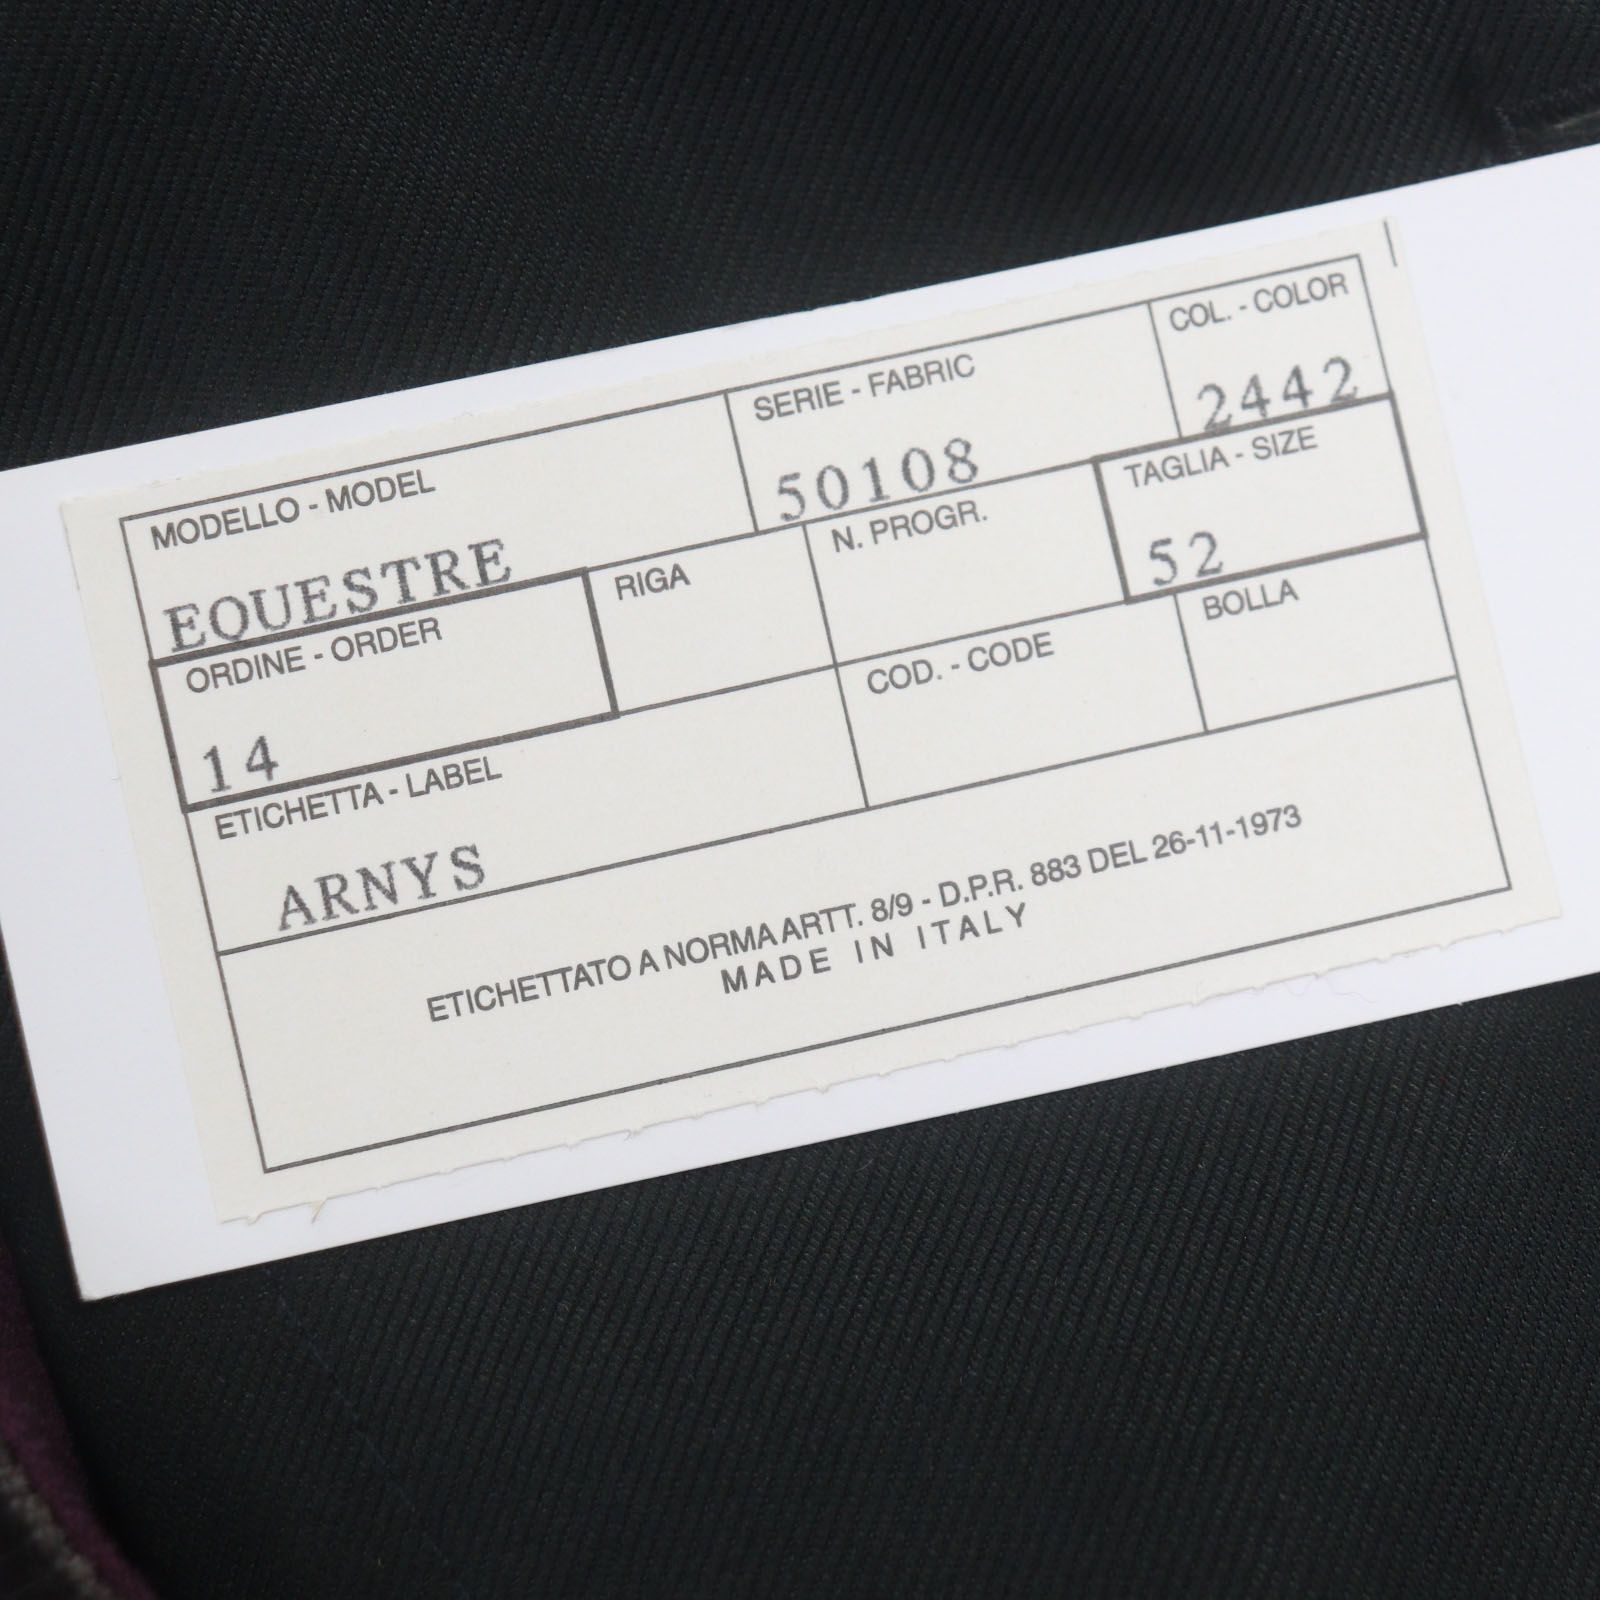 MODELLO - MODEL
EQUESTRE
SERIE - FABRIC
50108
COL. - COLOR
2442
ORDINE - ORDER
14
RIGA
N. PROGR.
TAGLIA - SIZE
52
ETICHETTA - LABEL
ARNYS
COD. - CODE
BOLLA
ETICHETTATO A NORMA ARTT. 8/9 - D.P.R. 883 DEL 26-11-1973
MADE IN ITALY